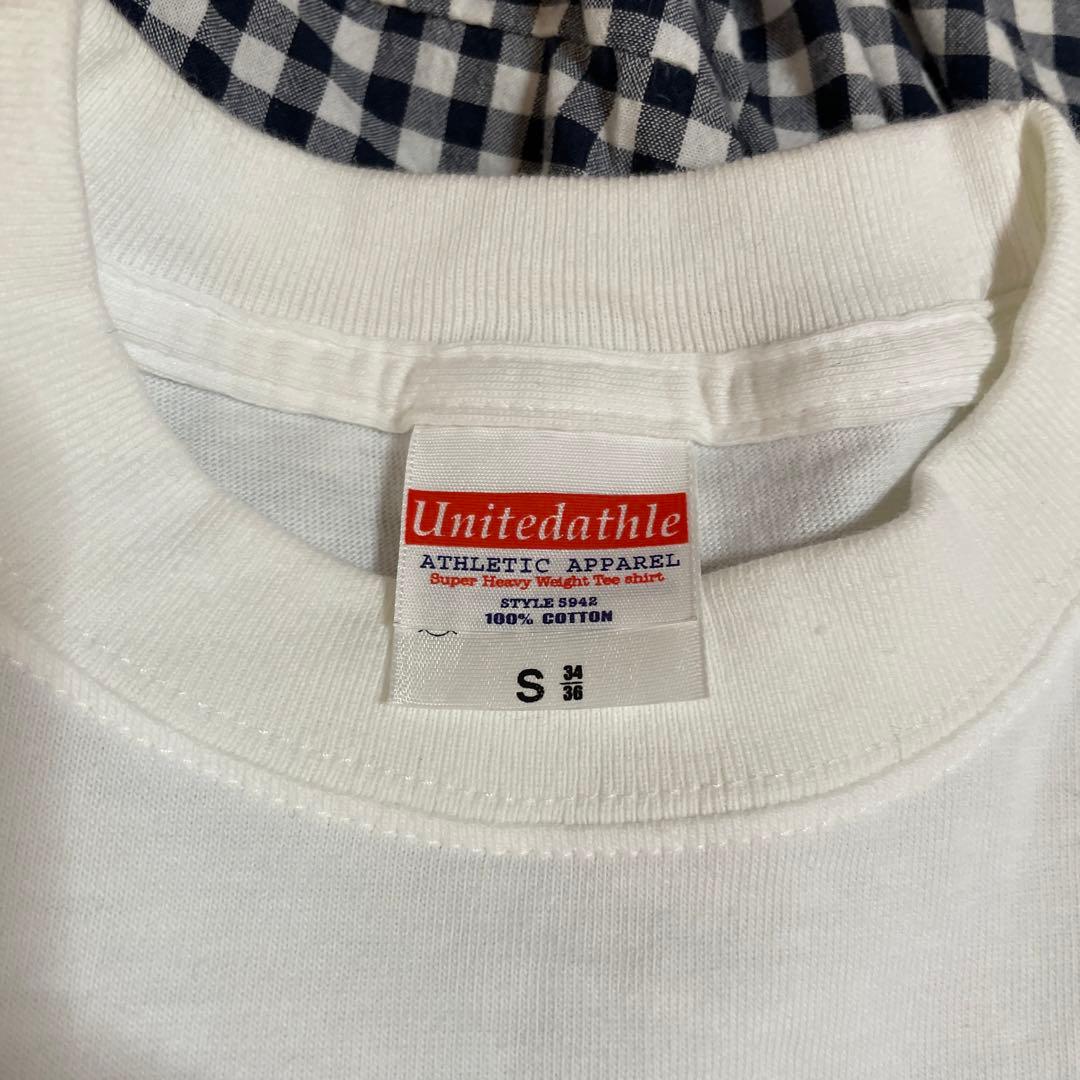 Unitedathle
ATHLETIC APPAREL
Super Heavy Weight Tee shirt
STYLE 5942
100% COTTON
S 34
36